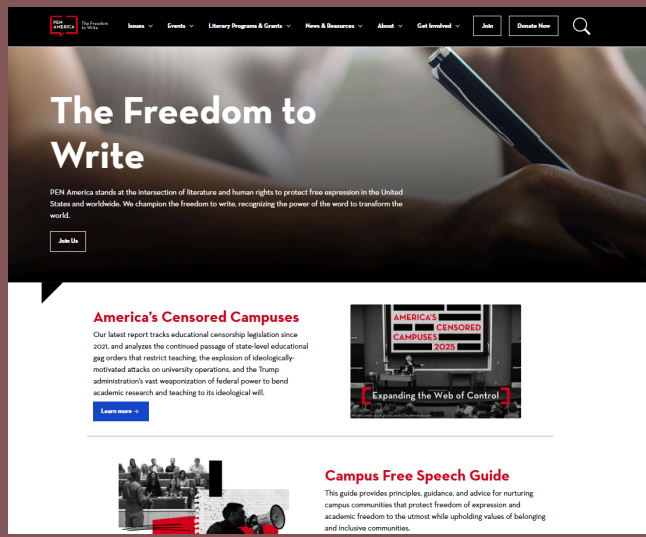 PEN
AMERICA
The Freedom
to Write
Issues
Events
Literary Programs & Grants
News & Resources
About
Get Involved
Join
Donate Now
The Freedom to
Write
PEN America stands at the intersection of literature and human rights to protect free expression in the United
States and worldwide. We champion the freedom to write, recognizing the power of the word to transform the
world.
Join Us
America's Censored Campuses
Our latest report tracks educational censorship legislation since
2021, and analyzes the continued passage of state-level educational
gag orders that restrict teaching, the explosion of ideologically-
motivated attacks on university operations, and the Trump
administration's vast weaponization of federal power to bend
academic research and teaching to its ideological will.
Learn more →
AMERICA'S
CENSORED
CAMPUSES
2025
Expanding the Web of Control
Campus Free Speech Guide
This guide provides principles, guidance, and advice for nurturing
campus communities that protect freedom of expression and
academic freedom to the utmost while upholding values of belonging
and inclusive communities.